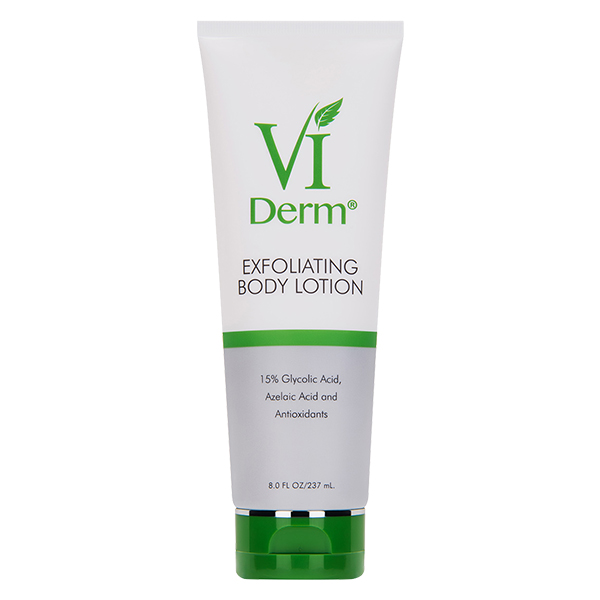 VI
Derm®
EXFOLIATING
BODY LOTION
15% Glycolic Acid,
Azelaic Acid and
Antioxidants
8.0 FL OZ/237 mL.